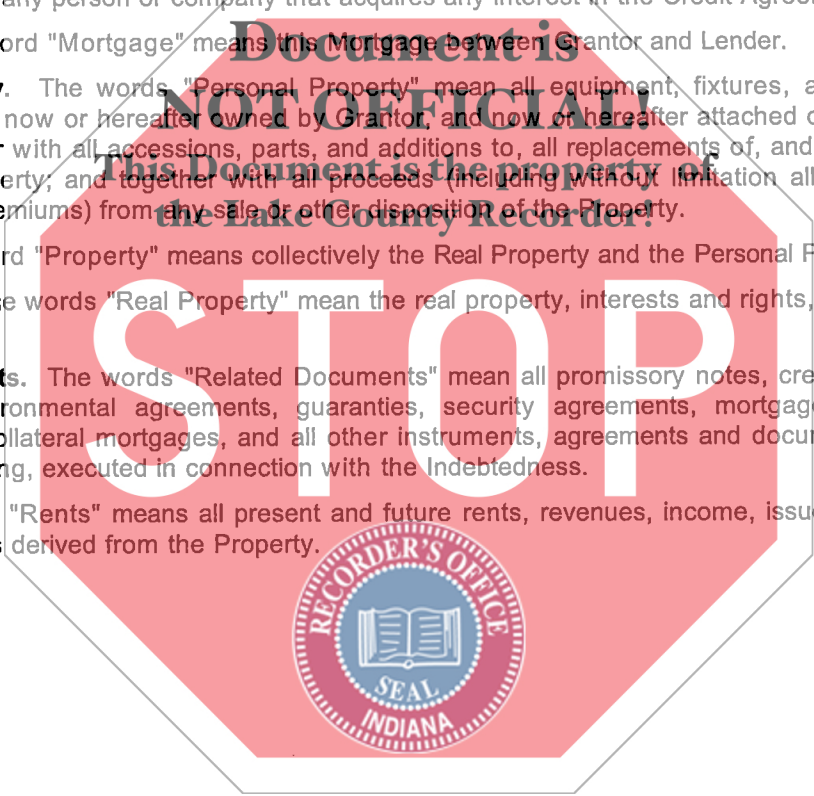 any person or company that acquires any interest in the Credit Agreem
ord "Mortgage" means this Mortgage between Grantor and Lender.
Document is
y. The words "Personal Property" mean all equipment, fixtures, a
NOT OFFICIAL!
now or hereafter owned by Grantor, and now or hereafter attached o
r with all accessions, parts, and additions to, all replacements of, and
This Document is the property of
erty; and together with all proceeds (including without limitation all
emiums) from any sale or other disposition of the Property.
the Lake County Recorder!
rd "Property" means collectively the Real Property and the Personal P
e words "Real Property" mean the real property, interests and rights,
STOP
ts. The words "Related Documents" mean all promissory notes, cre
ronmental agreements, guaranties, security agreements, mortgag
ollateral mortgages, and all other instruments, agreements and docu
ng, executed in connection with the Indebtedness.
"Rents" means all present and future rents, revenues, income, issu
s derived from the Property.
RECORDER'S OFFICE
SEAL
INDIANA